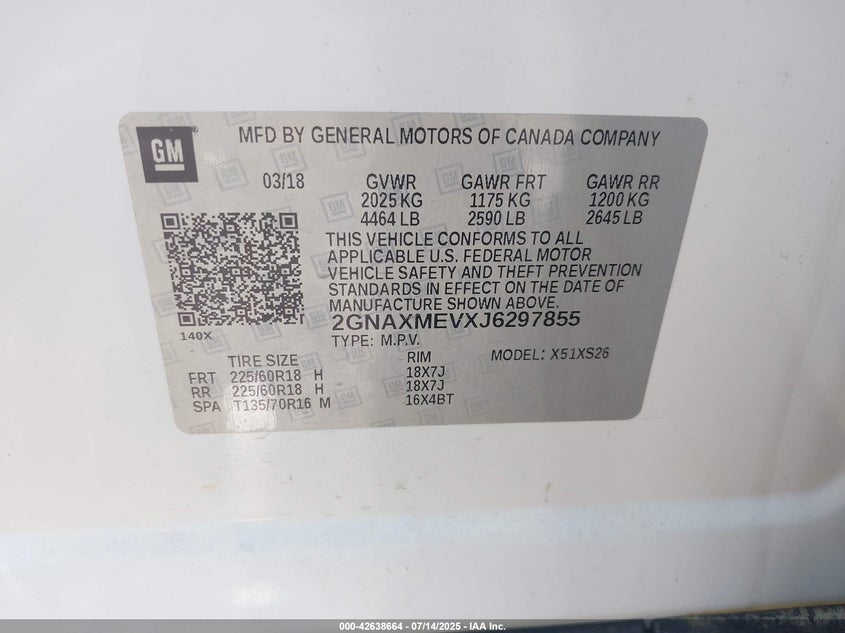 GM
MFD BY GENERAL MOTORS OF CANADA COMPANY
03/18 GVWR GAWR FRT GAWR RR
2025 KG 1175 KG 1200 KG
4464 LB 2590 LB 2645 LB
THIS VEHICLE CONFORMS TO ALL
APPLICABLE U.S. FEDERAL MOTOR
VEHICLE SAFETY AND THEFT PREVENTION
STANDARDS IN EFFECT ON THE DATE OF
MANUFACTURE SHOWN ABOVE.
2GNAXMEVXJ6297855
140X
TYPE: M.P.V.
TIRE SIZE RIM MODEL: X51XS26
FRT 225/60R18 H 18X7J
RR 225/60R18 H 18X7J
SPA T135/70R16 M 16X4BT
000-42638664 - 07/14/2025 - IAA Inc.